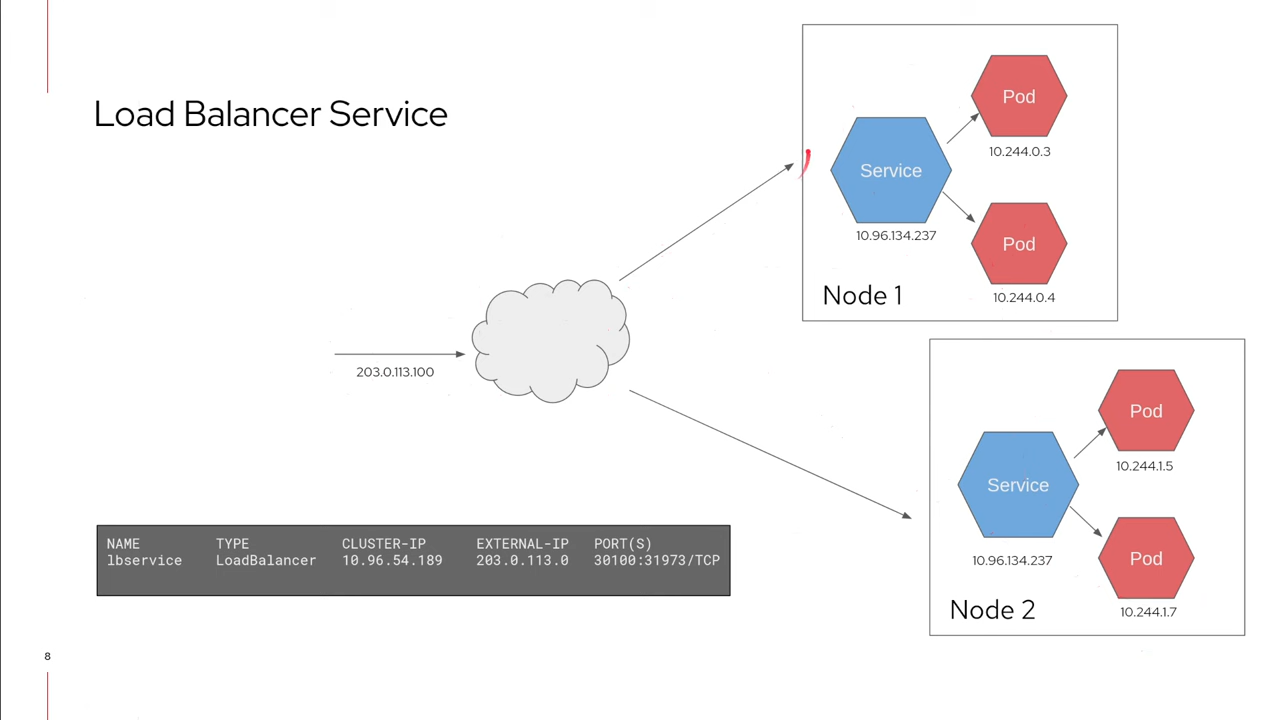 Load Balancer Service
Pod
10.244.0.3
Service
10.96.134.237
Pod
10.244.0.4
Node 1
203.0.113.100
Pod
10.244.1.5
Service
10.96.134.237
Pod
10.244.1.7
Node 2
NAME TYPE CLUSTER-IP EXTERNAL-IP PORT(S)
lbservice LoadBalancer 10.96.54.189 203.0.113.0 30100:31973/TCP
8